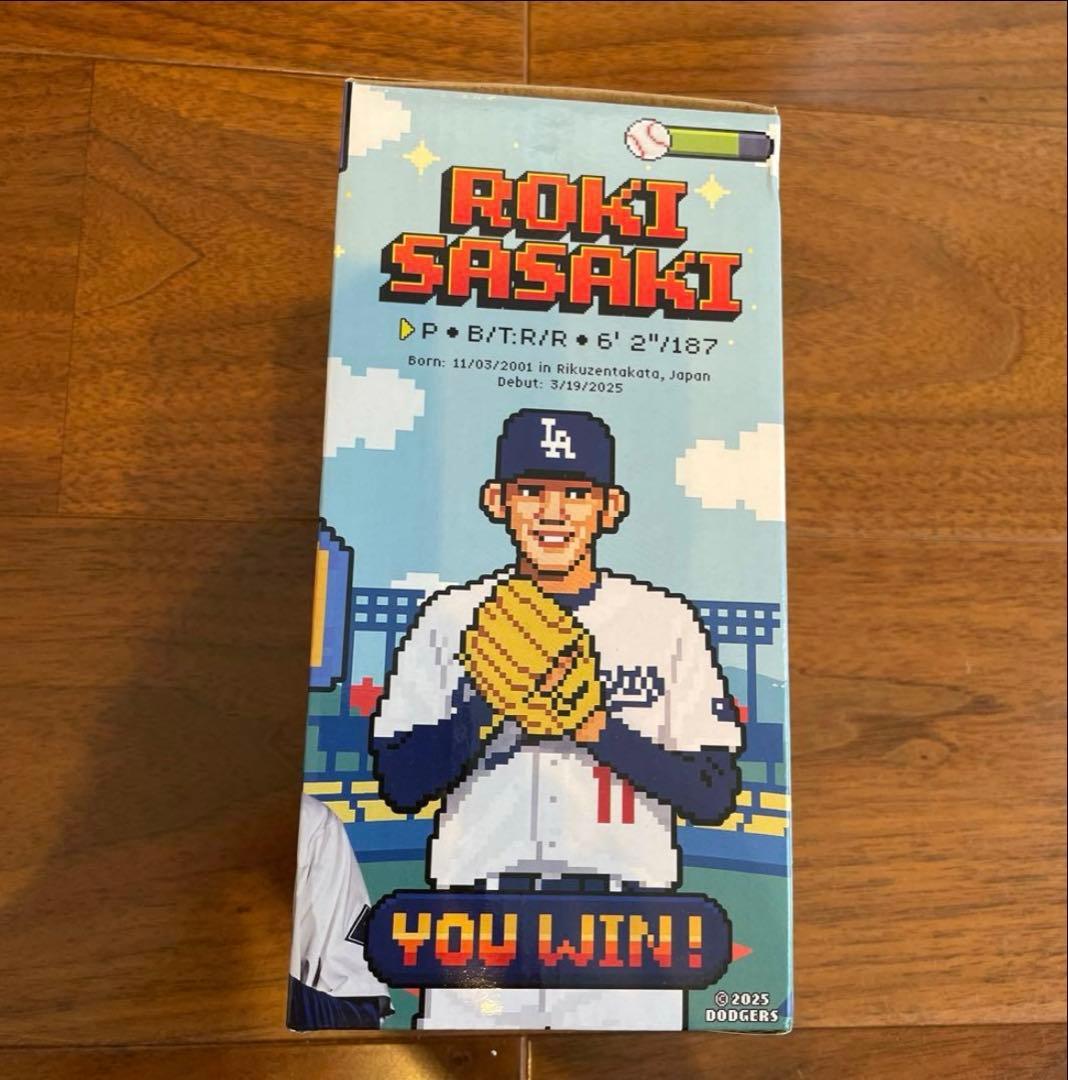 ROKI
SASAKI
P • B/T:R/R • 6' 2"/187
Born: 11/03/2001 in Rikuzentakata, Japan
Debut: 3/19/2025
LA
11
YOU WIN!
© 2025
DODGERS